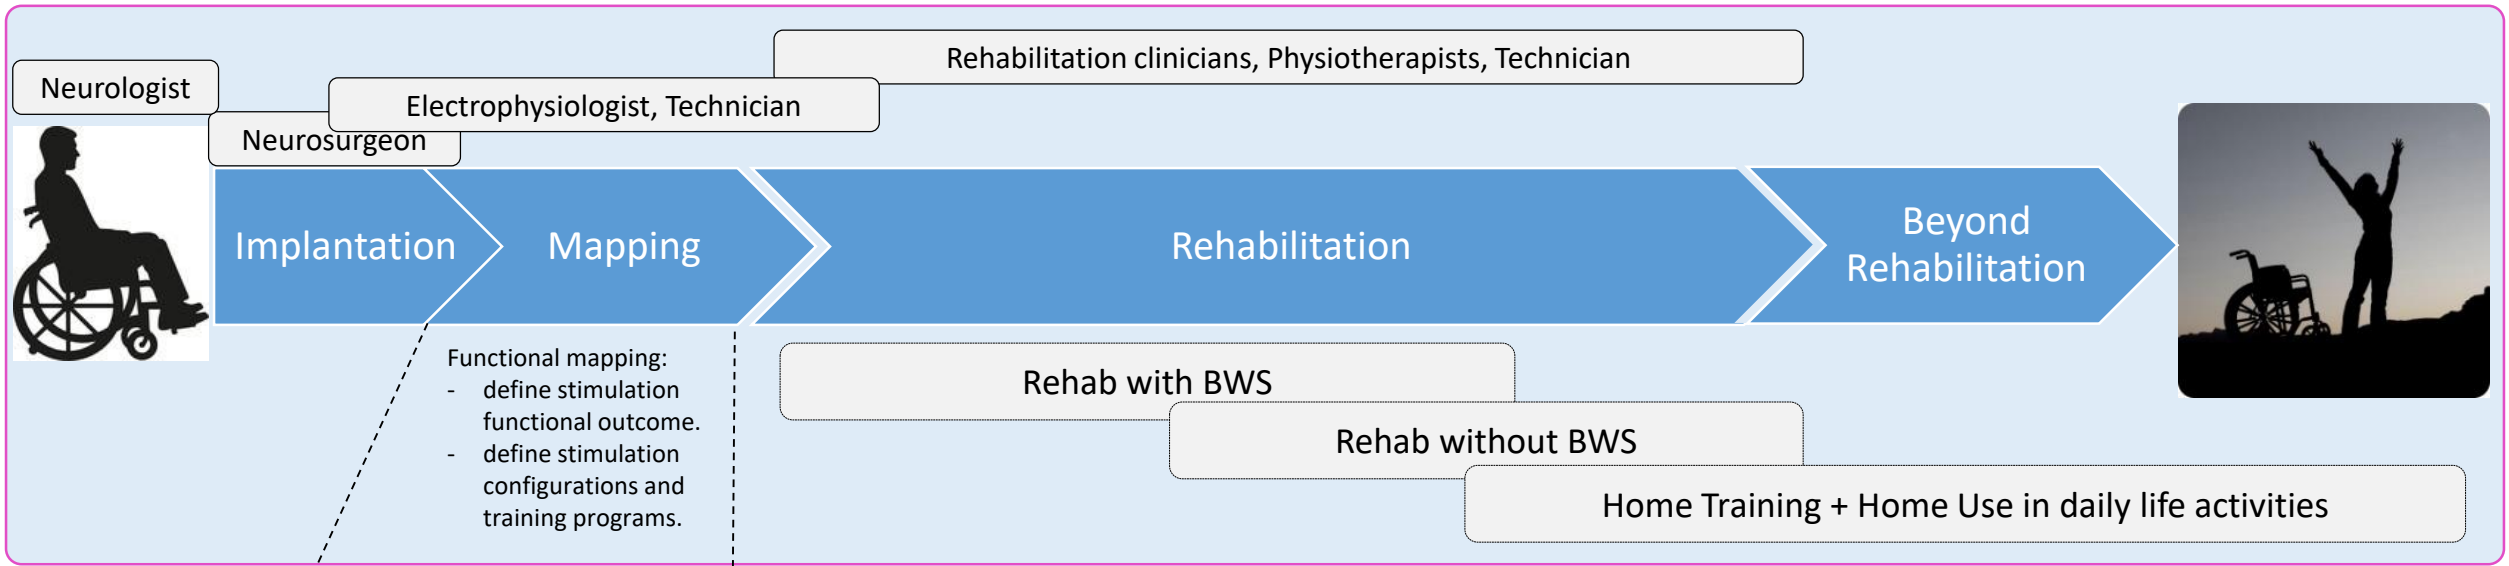 Rehabilitation clinicians, Physiotherapists, Technician
Neurologist
Electrophysiologist, Technician
Neurosurgeon
Implantation
Mapping
Rehabilitation
Beyond
Rehabilitation
Functional mapping:
- define stimulation
functional outcome.
- define stimulation
configurations and
training programs.
Rehab with BWS
Rehab without BWS
Home Training + Home Use in daily life activities